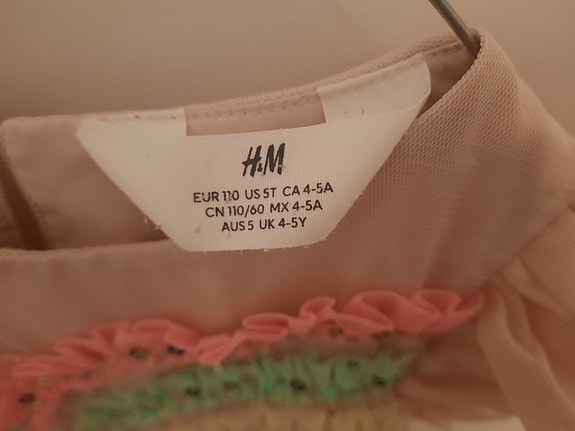 H&M
EUR 110 US 5T CA 4-5A
CN 110/60 MX 4-5A
AUS 5 UK 4-5Y